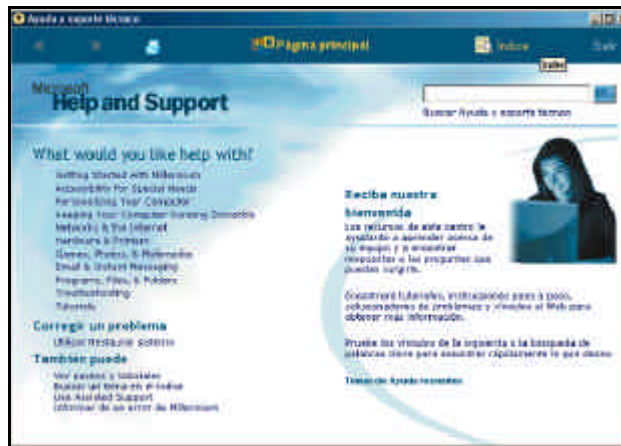 Ayuda y soporte técnico
Página principal
Índice
Salir
Microsoft
Help and Support
Buscar Ayuda y soporte técnico
What would you like help with?
Getting Started with Millennium
Accessibility for Special Needs
Personalizing Your Computer
Keeping Your Computer Running Smoothly
Networks & the Internet
Hardware & Printers
Games, Photos, & Multimedia
Email & Instant Messaging
Programs, Files, & Folders
Troubleshooting
Tutorials
Corregir un problema
Utilizar Restaurar sistema
También puede
Ver paseos y tutoriales
Buscar un tema en el índice
Use Assisted Support
Informar de un error de Millennium
Reciba nuestra
bienvenida
Los recursos de este centro le
ayudarán a aprender acerca de
su equipo y a encontrar
respuestas a las preguntas que
puedan surgirle.
Encontrará tutoriales, instrucciones paso a paso,
solucionadores de problemas y vínculos al Web para
obtener más información.
Pruebe los vínculos de la izquierda o la búsqueda de
palabras clave para encontrar rápidamente lo que desee.
Temas de Ayuda recientes